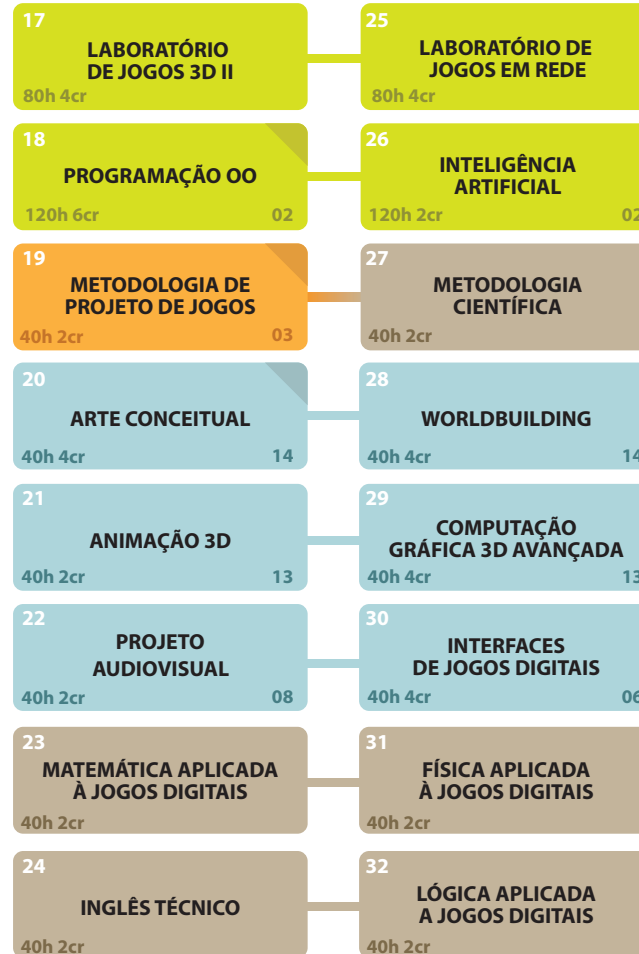 17
LABORATÓRIO
DE JOGOS 3D II
80h 4cr
25
LABORATÓRIO DE
JOGOS EM REDE
80h 4cr
18
PROGRAMAÇÃO OO
120h 6cr 02
26
INTELIGÊNCIA
ARTIFICIAL
120h 2cr 02
19
METODOLOGIA DE
PROJETO DE JOGOS
40h 2cr 03
27
METODOLOGIA
CIENTÍFICA
40h 2cr
20
ARTE CONCEITUAL
40h 4cr 14
28
WORLDBUILDING
40h 4cr 14
21
ANIMAÇÃO 3D
40h 2cr 13
29
COMPUTAÇÃO
GRÁFICA 3D AVANÇADA
40h 4cr 13
22
PROJETO
AUDIOVISUAL
40h 2cr 08
30
INTERFACES
DE JOGOS DIGITAIS
40h 4cr 06
23
MATEMÁTICA APLICADA
À JOGOS DIGITAIS
40h 2cr
31
FÍSICA APLICADA
À JOGOS DIGITAIS
40h 2cr
24
INGLÊS TÉCNICO
40h 2cr
32
LÓGICA APLICADA
A JOGOS DIGITAIS
40h 2cr